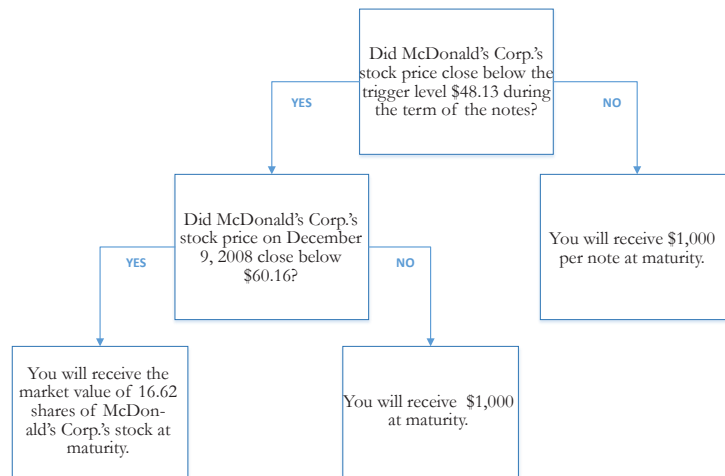 Did McDonald's Corp.'s
stock price close below the
trigger level $48.13 during
the term of the notes?
YES
NO
Did McDonald's Corp.'s
stock price on December
9, 2008 close below
$60.16?
You will receive $1,000
per note at maturity.
YES
NO
You will receive the
market value of 16.62
shares of McDon-
ald's Corp.'s stock at
maturity.
You will receive $1,000
at maturity.